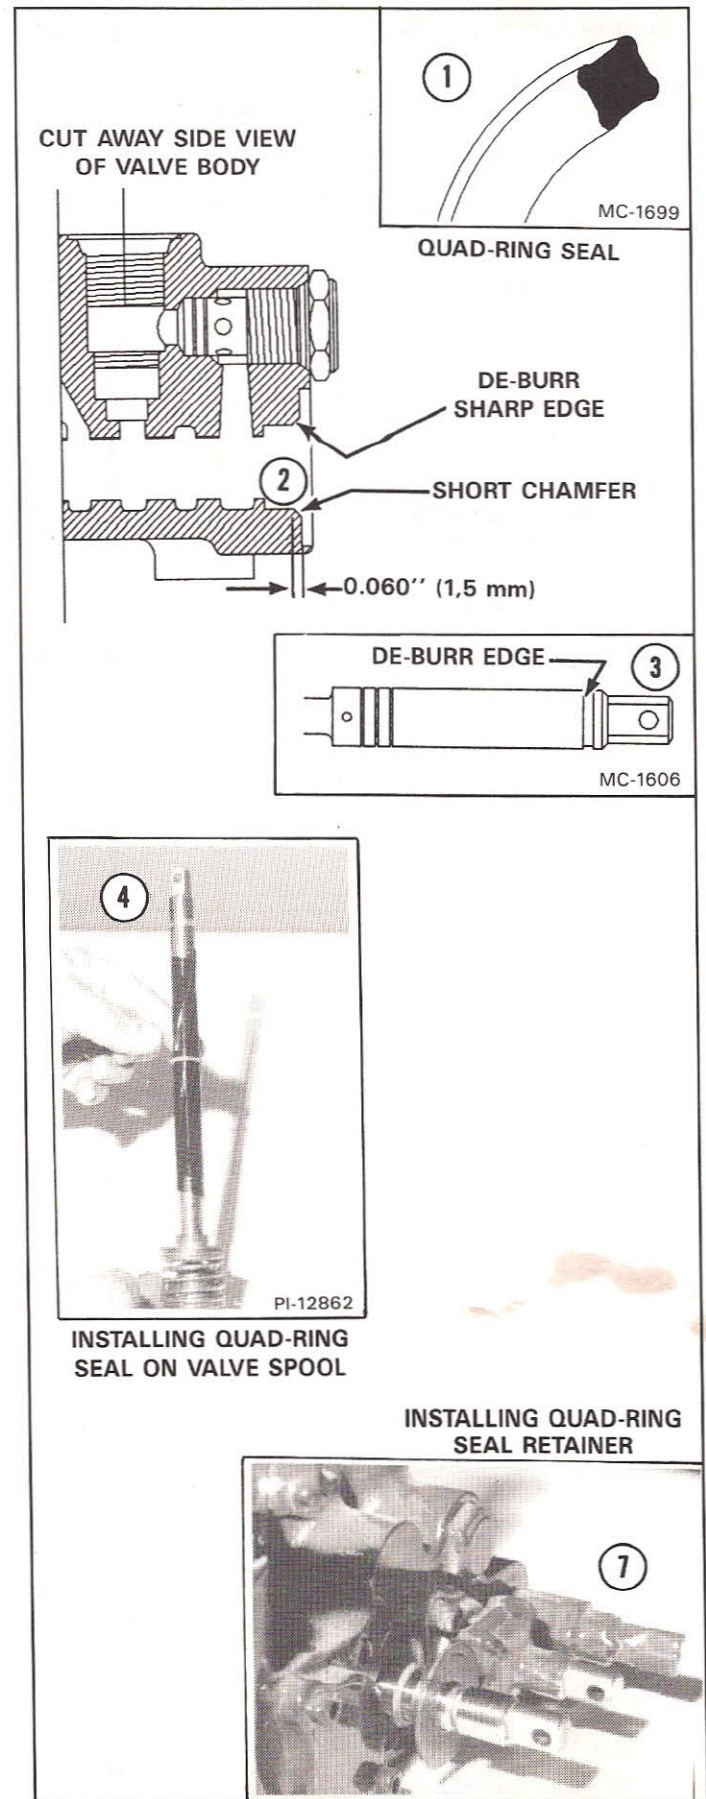 1
MC-1699
QUAD-RING SEAL
CUT AWAY SIDE VIEW
OF VALVE BODY
DE-BURR
SHARP EDGE
2
SHORT CHAMFER
0.060'' (1,5 mm)
DE-BURR EDGE
3
MC-1606
4
PI-12862
INSTALLING QUAD-RING
SEAL ON VALVE SPOOL
INSTALLING QUAD-RING
SEAL RETAINER
7